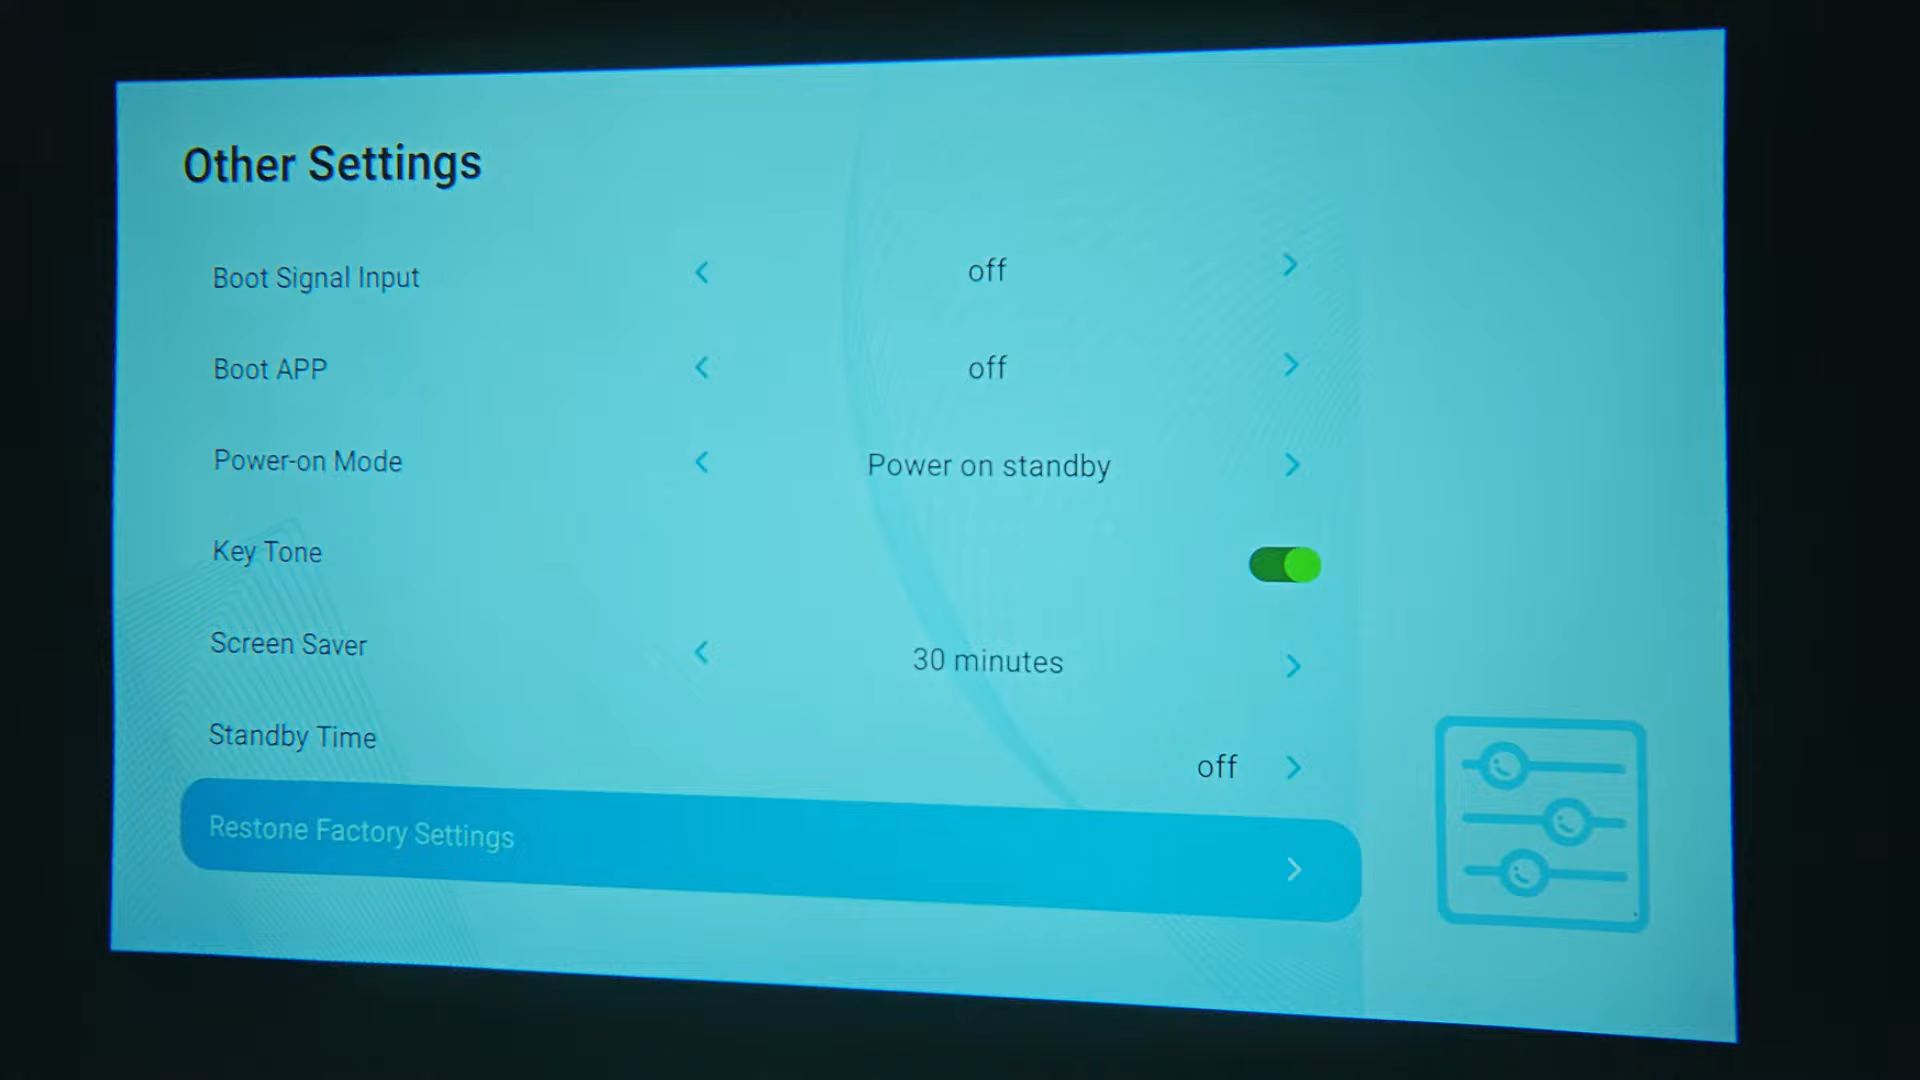 Other Settings
Boot Signal Input off
Boot APP off
Power-on Mode Power on standby
Key Tone
Screen Saver 30 minutes
Standby Time off
Restone Factory Settings